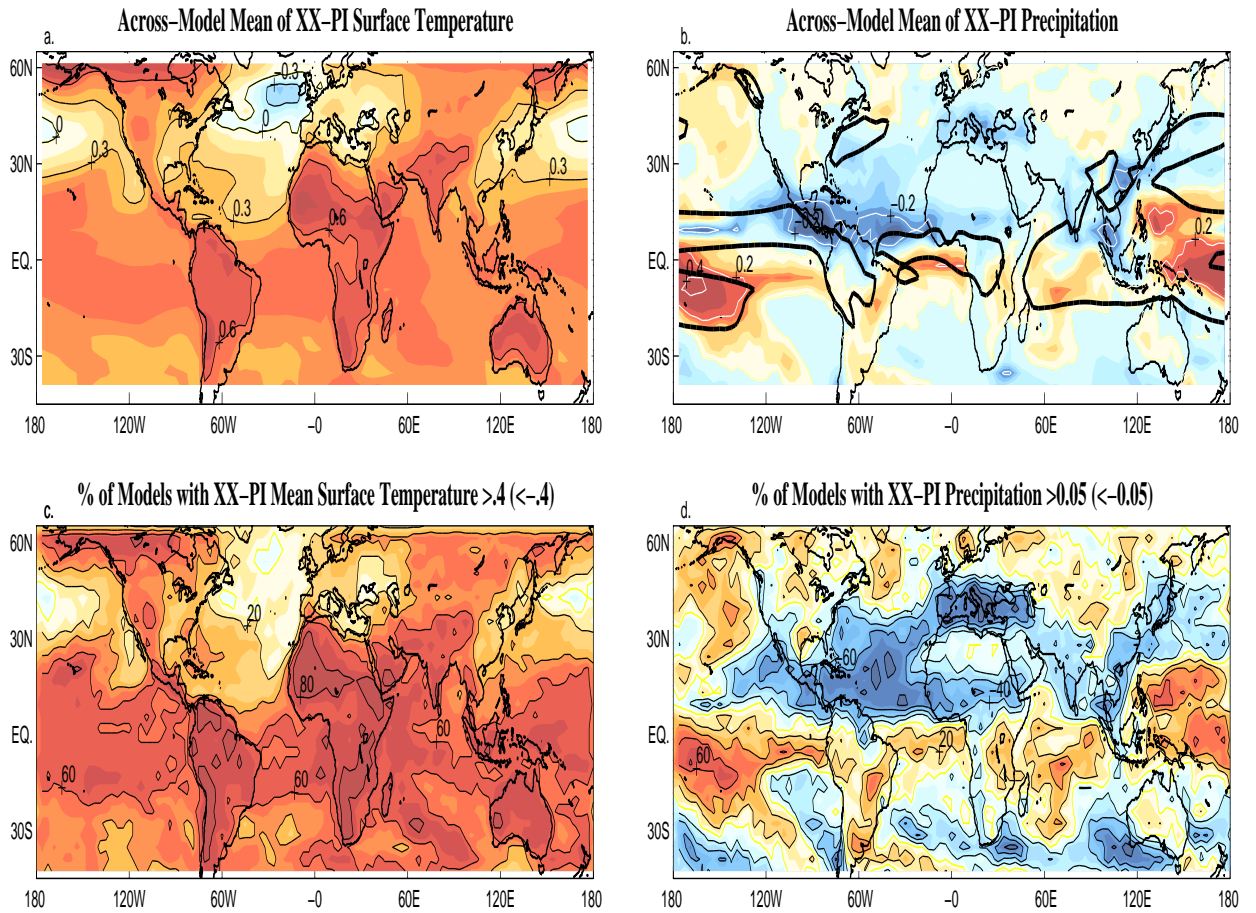 Across-Model Mean of XX-PI Surface Temperature
a.
60N
30N
EQ.
30S
180 120W 60W -0 60E 120E 180
0.3
0
0
0.3
0.3
0.3
0.6
0.6
Across-Model Mean of XX-PI Precipitation
b.
60N
30N
EQ.
30S
180 120W 60W -0 60E 120E 180
-0.2
0.2
0.2
0.4
% of Models with XX-PI Mean Surface Temperature >.4 (<-.4)
c.
60N
30N
EQ.
30S
180 120W 60W -0 60E 120E 180
20
80
60
60
60
% of Models with XX-PI Precipitation >0.05 (<-0.05)
d.
60N
30N
EQ.
30S
180 120W 60W -0 60E 120E 180
-60
-40
20
60